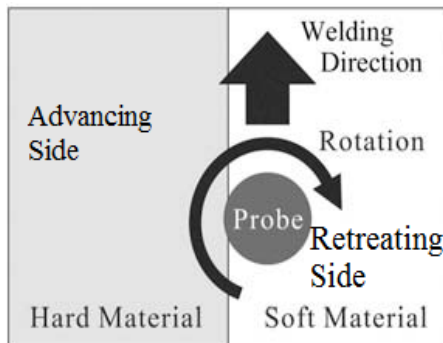 Welding
Direction
Advancing
Side
Rotation
Probe
Retreating
Side
Hard Material
Soft Material